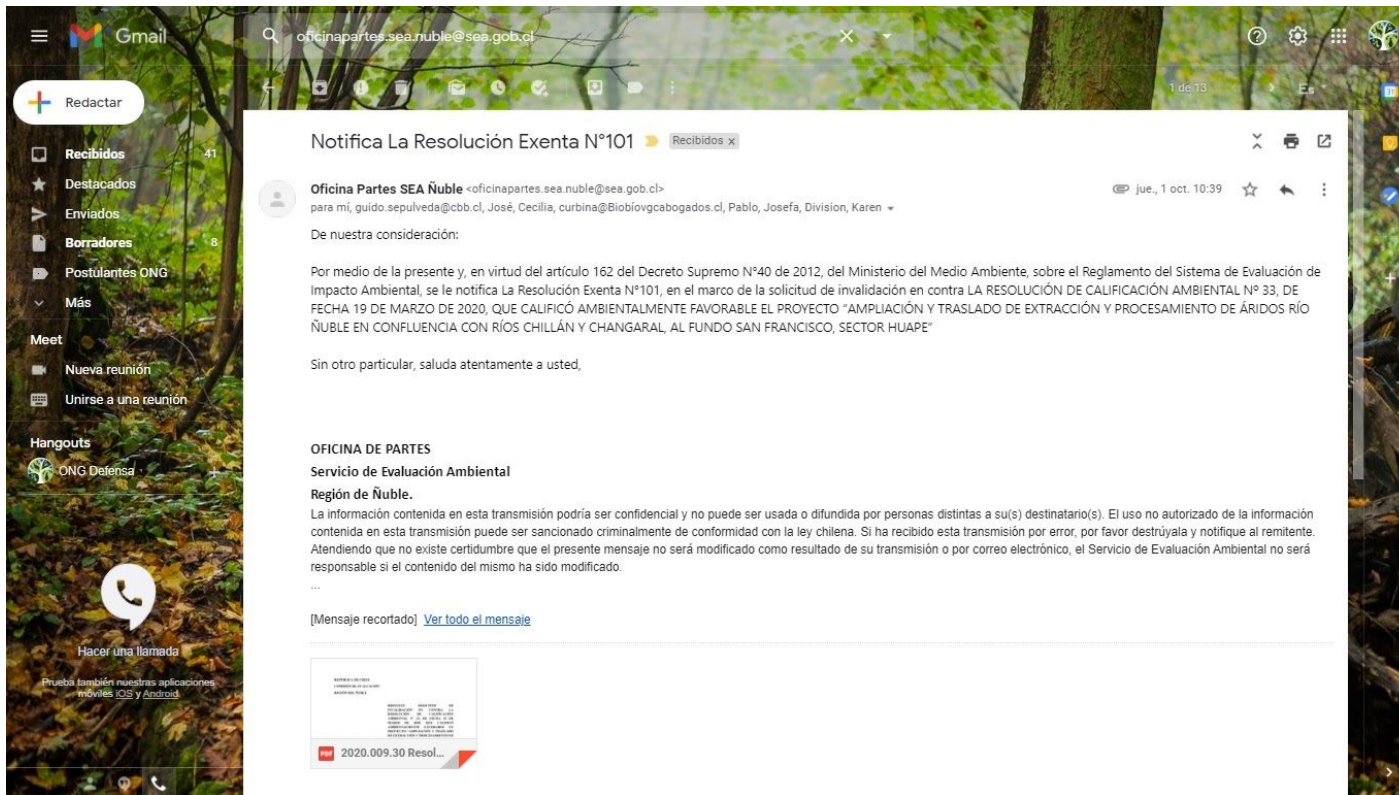 Gmail
oficinapartes.sea.nuble@sea.gob.cl
Redactar
1 de 13
Es
Recibidos 41
Destacados
Enviados
Borradores 8
Postulantes ONG
Más
Meet
Nueva reunión
Unirse a una reunión
Hangouts
ONG Defensa
Hacer una llamada
Prueba también nuestras aplicaciones
móviles iOS y Android
Notifica La Resolución Exenta N°101 Recibidos x
Oficina Partes SEA Ñuble <oficinapartes.sea.nuble@sea.gob.cl> jue., 1 oct. 10:39
para mí, guido.sepulveda@cbb.cl, José, Cecilia, curbina@Biobíovgcabogados.cl, Pablo, Josefa, Division, Karen
De nuestra consideración:
Por medio de la presente y, en virtud del artículo 162 del Decreto Supremo N°40 de 2012, del Ministerio del Medio Ambiente, sobre el Reglamento del Sistema de Evaluación de
Impacto Ambiental, se le notifica La Resolución Exenta N°101, en el marco de la solicitud de invalidación en contra LA RESOLUCIÓN DE CALIFICACIÓN AMBIENTAL Nº 33, DE
FECHA 19 DE MARZO DE 2020, QUE CALIFICÓ AMBIENTALMENTE FAVORABLE EL PROYECTO "AMPLIACIÓN Y TRASLADO DE EXTRACCIÓN Y PROCESAMIENTO DE ÁRIDOS RÍO
ÑUBLE EN CONFLUENCIA CON RÍOS CHILLÁN Y CHANGARAL, AL FUNDO SAN FRANCISCO, SECTOR HUAPE"
Sin otro particular, saluda atentamente a usted,
OFICINA DE PARTES
Servicio de Evaluación Ambiental
Región de Ñuble.
La información contenida en esta transmisión podría ser confidencial y no puede ser usada o difundida por personas distintas a su(s) destinatario(s). El uso no autorizado de la información
contenida en esta transmisión puede ser sancionado criminalmente de conformidad con la ley chilena. Si ha recibido esta transmisión por error, por favor destrúyala y notifique al remitente.
Atendiendo que no existe certidumbre que el presente mensaje no será modificado como resultado de su transmisión o por correo electrónico, el Servicio de Evaluación Ambiental no será
responsable si el contenido del mismo ha sido modificado.
...
[Mensaje recortado] Ver todo el mensaje
PDF 2020.009.30 Resol...